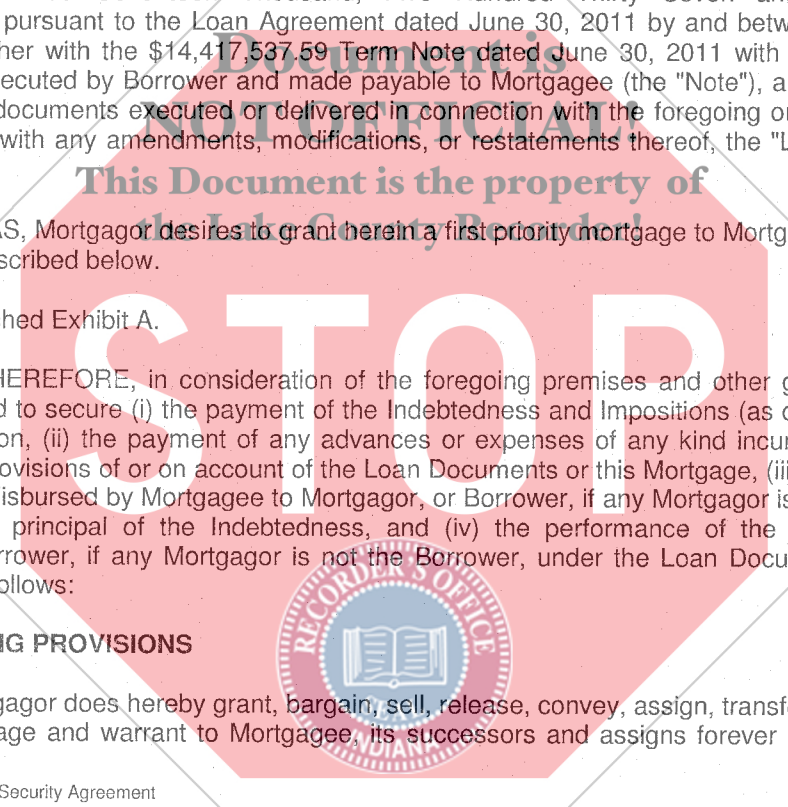 pursuant to the Loan Agreement dated June 30, 2011 by and betw
her with the $14,417,537.59 Term Note dated June 30, 2011 with
Document is
ecuted by Borrower and made payable to Mortgagee (the "Note"), a
documents executed or delivered in connection with the foregoing o
NOT OFFICIAL!
with any amendments, modifications, or restatements thereof, the "L
This Document is the property of
the Lake County Recorder!
AS, Mortgagor desires to grant herein a first priority mortgage to Mortg
scribed below.
ched Exhibit A.
STOP
HEREFORE, in consideration of the foregoing premises and other g
d to secure (i) the payment of the Indebtedness and Impositions (as
on, (ii) the payment of any advances or expenses of any kind incur
ovisions of or on account of the Loan Documents or this Mortgage, (iii
isbursed by Mortgagee to Mortgagor, or Borrower, if any Mortgagor is
principal of the Indebtedness, and (iv) the performance of the
rrower, if any Mortgagor is not the Borrower, under the Loan Docu
ollows:
RECORDER'S OFFICE
SEAL
INDIANA
NG PROVISIONS
gagor does hereby grant, bargain, sell, release, convey, assign, transf
age and warrant to Mortgagee, its successors and assigns forever
Security Agreement